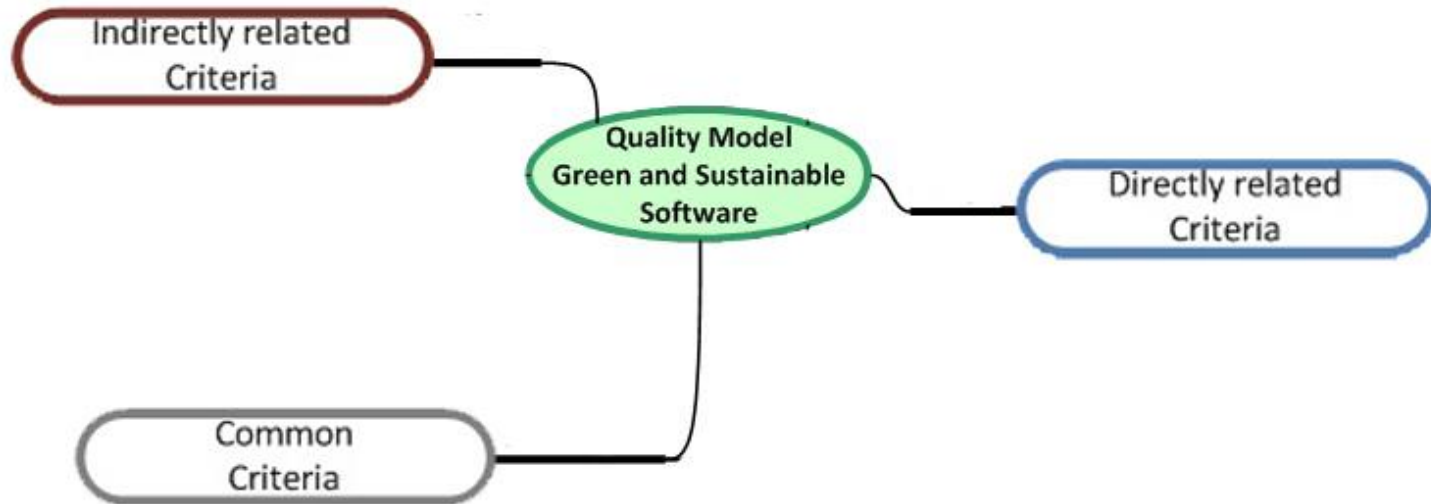 Indirectly related
Criteria
Quality Model
Green and Sustainable
Software
Directly related
Criteria
Common
Criteria